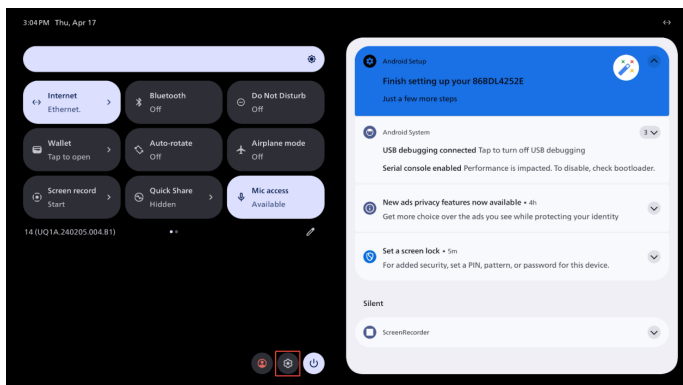 3:04 PM Thu, Apr 17
Internet
Ethernet.
Bluetooth
Off
Do Not Disturb
Off
Wallet
Tap to open
Auto-rotate
Off
Airplane mode
Off
Screen record
Start
Quick Share
Hidden
Mic access
Available
14 (UQ1A.240205.004.B1)
Android Setup
Finish setting up your 86BDL4252E
Just a few more steps
Android System
3
USB debugging connected Tap to turn off USB debugging
Serial console enabled Performance is impacted. To disable, check bootloader.
New ads privacy features now available • 4h
Get more choice over the ads you see while protecting your identity
Set a screen lock • 5m
For added security, set a PIN, pattern, or password for this device.
Silent
ScreenRecorder